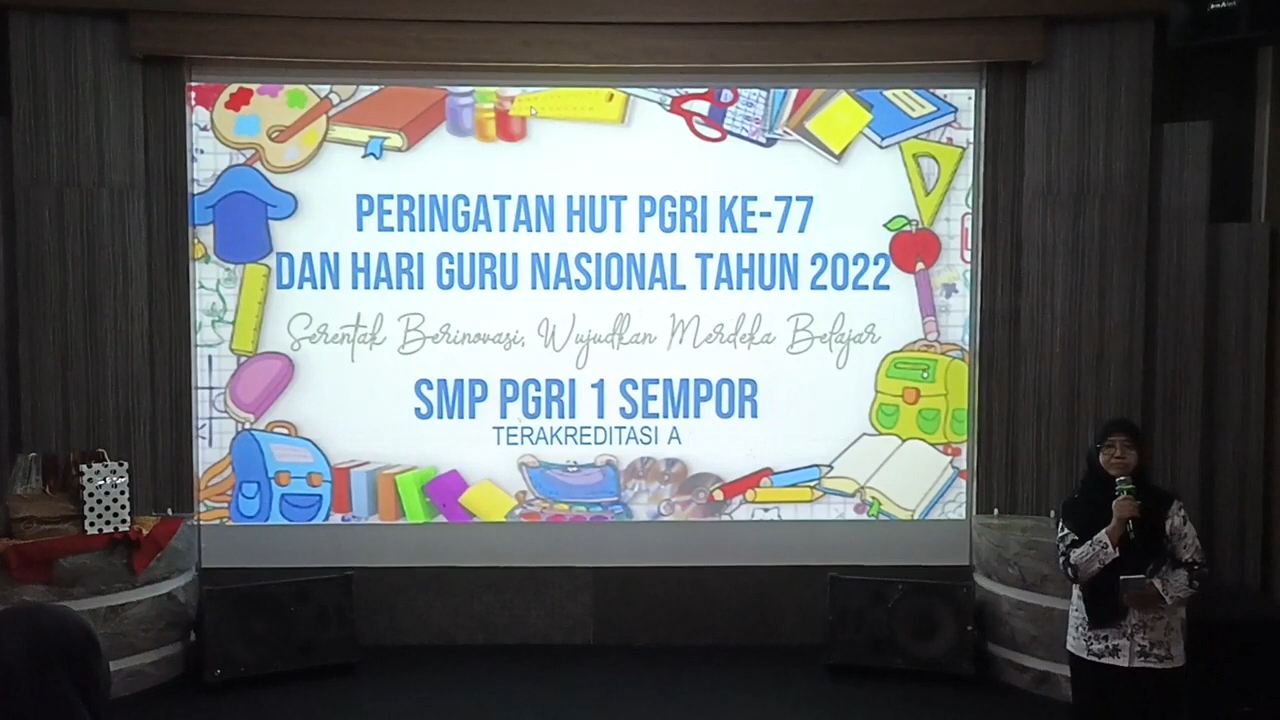 PERINGATAN HUT PGRI KE-77
DAN HARI GURU NASIONAL TAHUN 2022
Serentak Berinovasi, Wujudkan Merdeka Belajar
SMP PGRI 1 SEMPOR
TERAKREDITASI A